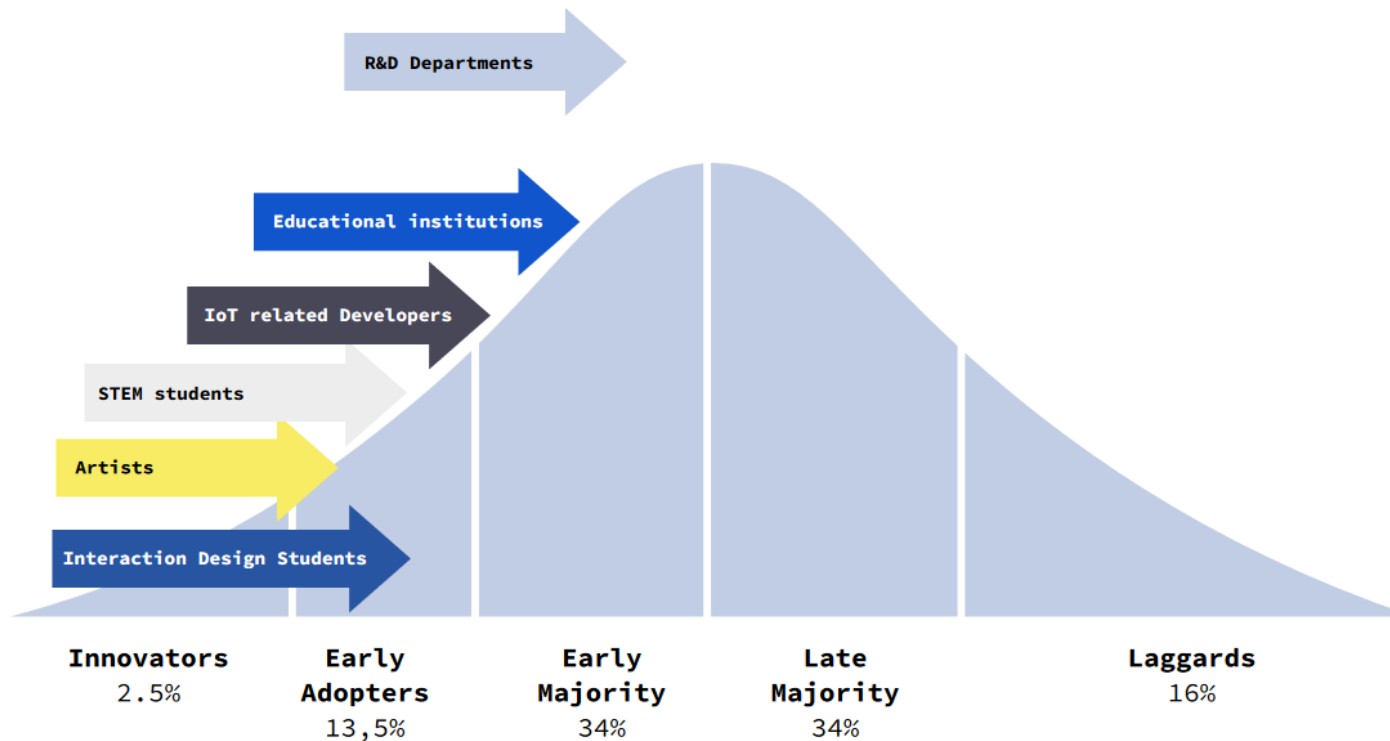 R&D Departments
Educational institutions
IoT related Developers
STEM students
Artists
Interaction Design Students
Innovators
2.5%
Early
Adopters
13,5%
Early
Majority
34%
Late
Majority
34%
Laggards
16%